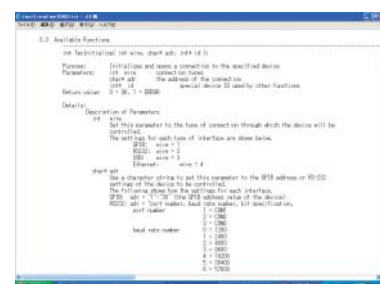 3.3 Available Functions
int TecInitialize( int wire, char* adr, int* id )
Purpose: Initializes and opens a connection to the specified device
Parameters: int wire connection types
char* adr the address of the connection
int* id special device ID used by other functions
Return value: 0 = OK, 1 = ERROR
Details:
Description of Parameters
int wire
Set this parameter to the type of connection through which the device will be
controlled.
The settings for each type of interface are shown below.
GPIB: wire = 1
RS232: wire = 2
USB: wire = 3
Ethernet: wire = 4
char* adr
Use a character string to set this parameter to the GPIB address or RS-232
settings of the device to be controlled.
The following shows how the settings for each interface.
GPIB: adr = "1"-"30" (the GPIB address value of the device)
RS232: adr = "port number, baud rate number, bit specification,
port number 1 = COM1
2 = COM2
3 = COM3
baud rate number 0 = 1200
1 = 2400
2 = 4800
3 = 9600
4 = 19200
5 = 38400
6 = 57600